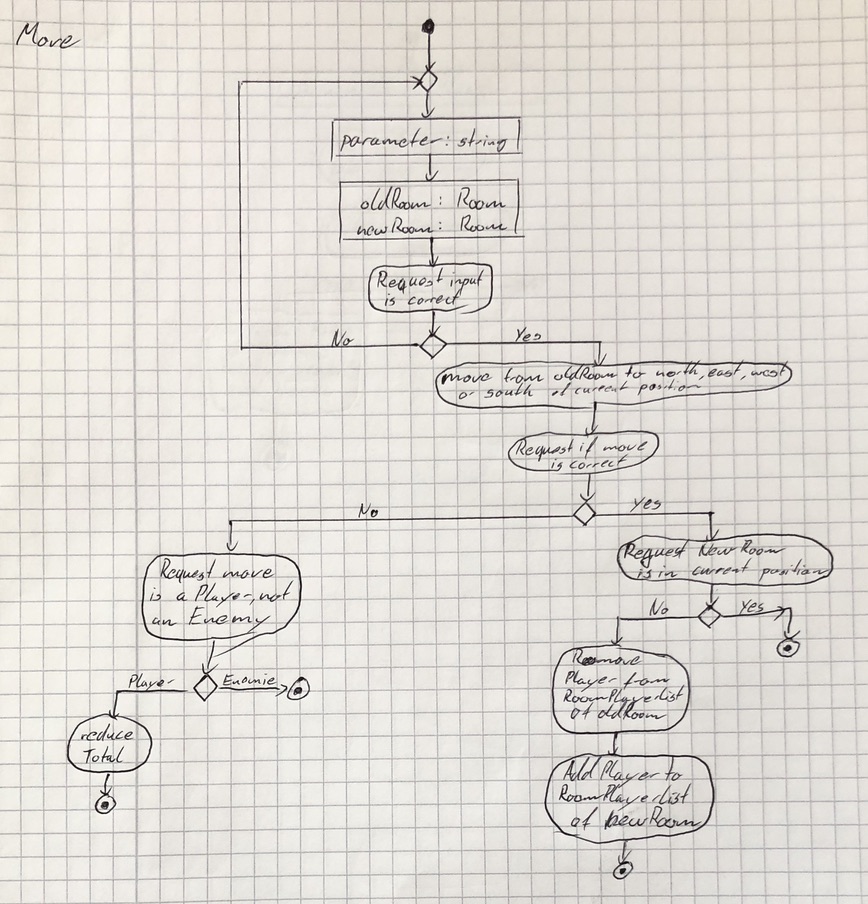 Move
parameter: string
oldRoom: Room
newRoom: Room
Request input
is correct
No
Yes
move from oldRoom to north, east, west
or south of current position
Request if move
is correct
No
Yes
Request move
is a Player, not
an Enemy
Request NewRoom
is in current position
No
Yes
Remove
Player from
RoomPlayerlist
of oldRoom
Player
Enemie
reduce
Total
Add Player to
RoomPlayerlist
of newRoom